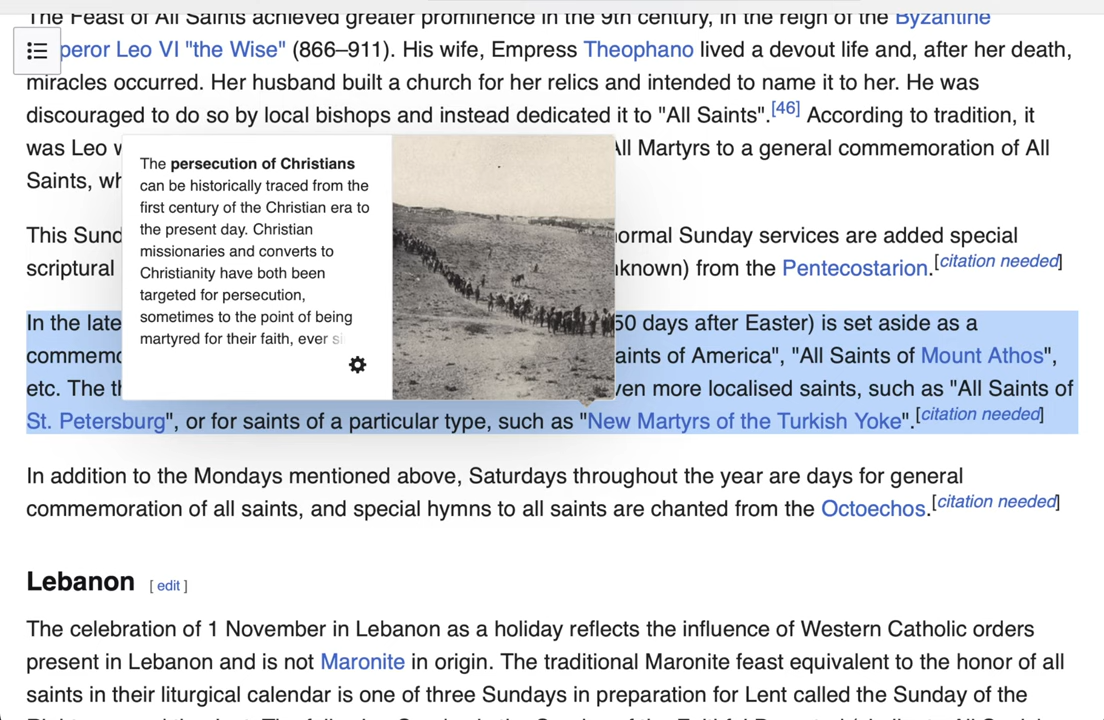 The Feast of All Saints achieved greater prominence in the 9th century, in the reign of the Byzantine
peror Leo VI "the Wise" (866–911). His wife, Empress Theophano lived a devout life and, after her death,
miracles occurred. Her husband built a church for her relics and intended to name it to her. He was
discouraged to do so by local bishops and instead dedicated it to "All Saints".[46] According to tradition, it
was Leo All Martyrs to a general commemoration of All
Saints,
The persecution of Christians
can be historically traced from the
first century of the Christian era to
the present day. Christian
missionaries and converts to
Christianity have both been
targeted for persecution,
sometimes to the point of being
martyred for their faith, ever
This normal Sunday services are added special
scriptural from the Pentecostarion.[citation needed]
In the late 50 days after Easter) is set aside as a
of America", "All Saints of Mount Athos",
etc. The more localised saints, such as "All Saints of
St. Petersburg", or for saints of a particular type, such as "New Martyrs of the Turkish Yoke".[citation needed]
In addition to the Mondays mentioned above, Saturdays throughout the year are days for general
commemoration of all saints, and special hymns to all saints are chanted from the Octoechos.[citation needed]
Lebanon [ edit ]
The celebration of 1 November in Lebanon as a holiday reflects the influence of Western Catholic orders
present in Lebanon and is not Maronite in origin. The traditional Maronite feast equivalent to the honor of all
saints in their liturgical calendar is one of three Sundays in preparation for Lent called the Sunday of the